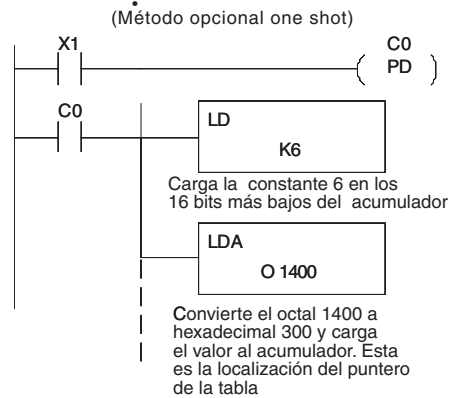 (Método opcional one shot)
X1
C0
PD
C0
LD
K6
Carga la constante 6 en los
16 bits más bajos del acumulador
LDA
O 1400
Convierte el octal 1400 a
hexadecimal 300 y carga
el valor al acumulador. Esta
es la localización del puntero
de la tabla